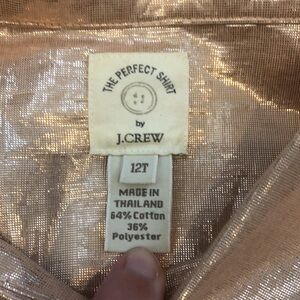 THE PERFECT SHIRT
by
J.CREW
12T
MADE IN
THAILAND
64% Cotton
36%
Polyester